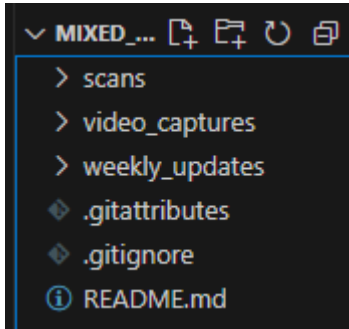 MIXED_...
scans
video_captures
weekly_updates
.gitattributes
.gitignore
README.md